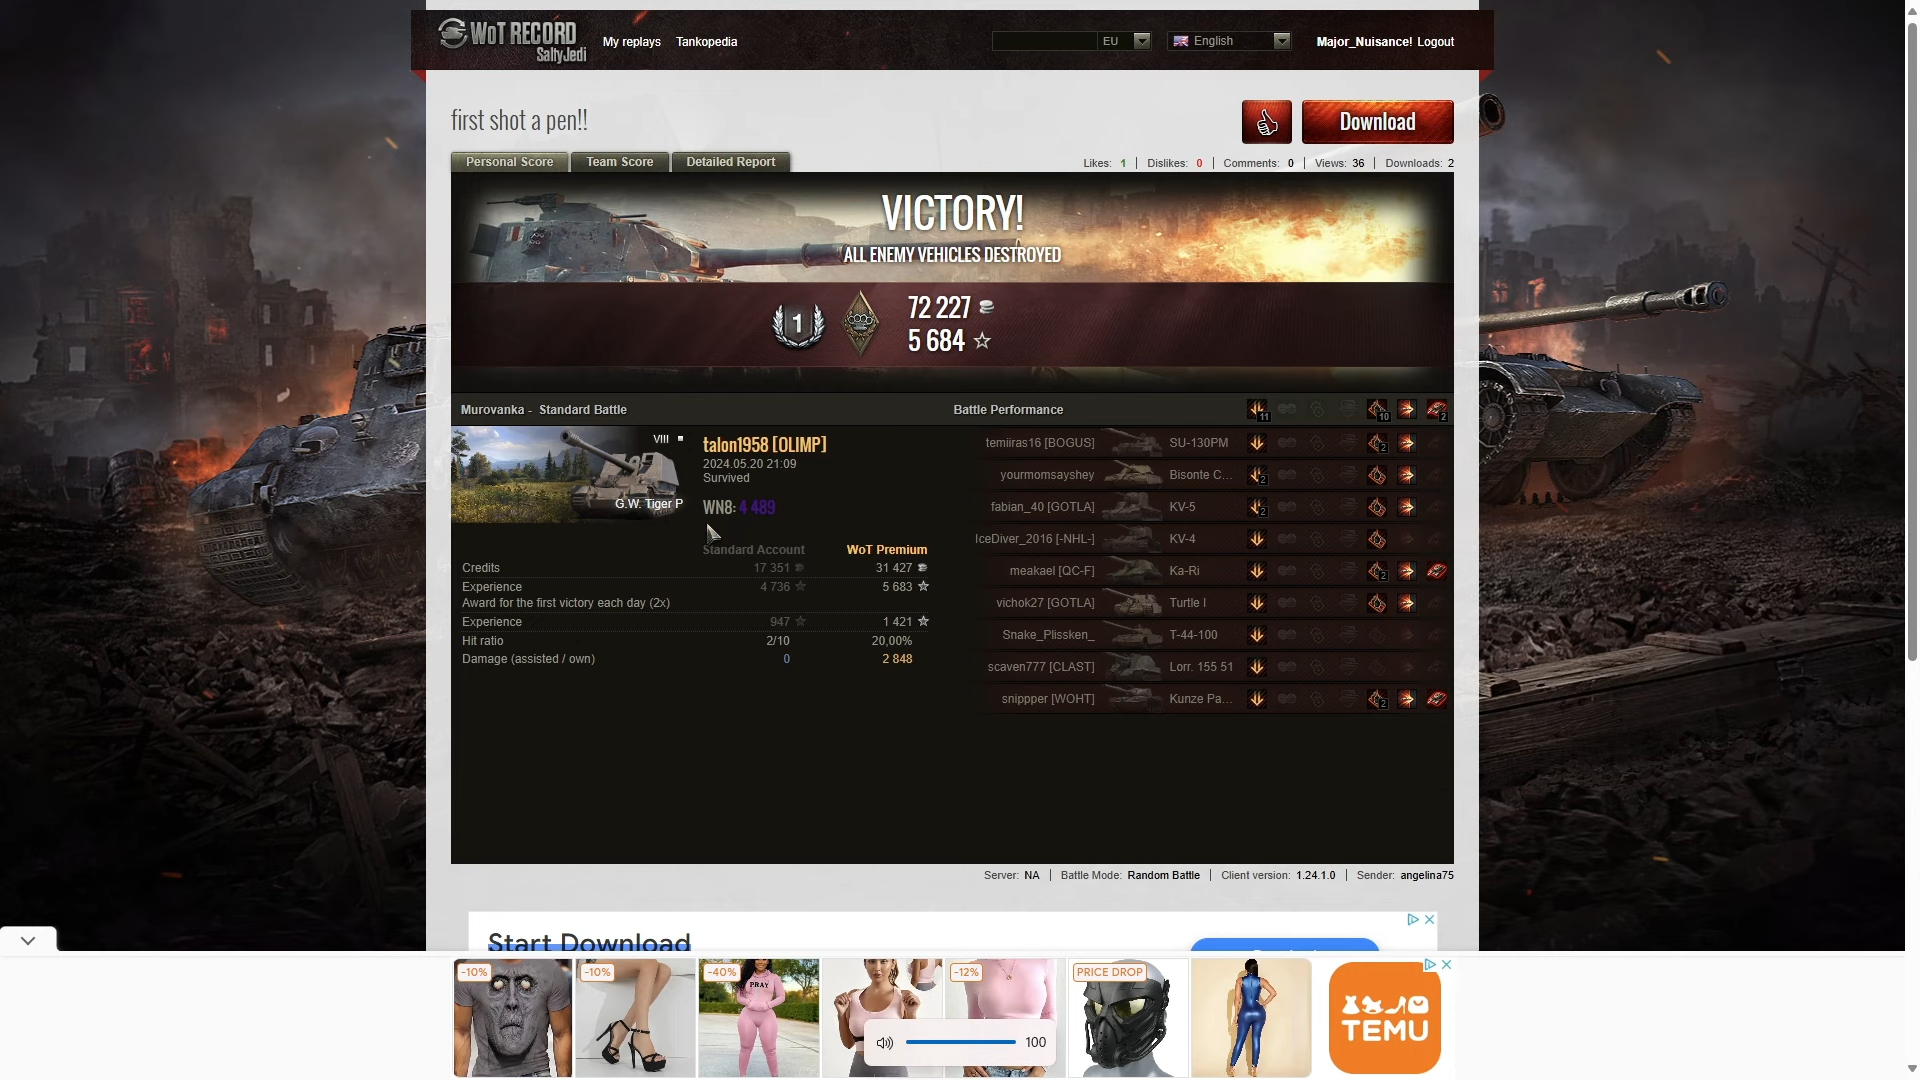 WoT RECORD
SaltyJedi
My replays
Tankopedia
EU
English
Major_Nuisance! Logout
first shot a pen!!
Download
Personal Score
Team Score
Detailed Report
Likes: 1 | Dislikes: 0 | Comments: 0 | Views: 36 | Downloads: 2
VICTORY!
ALL ENEMY VEHICLES DESTROYED
1
72 227
5 684
Murovanka - Standard Battle
Battle Performance
11
10
2
VIII
G.W. Tiger P
talon1958 [OLIMP]
2024.05.20 21:09
Survived
WN8: 4 489
Standard Account WoT Premium
Credits 17 351 31 427
Experience 4 736 5 683
Award for the first victory each day (2x)
Experience 947 1 421
Hit ratio 2/10 20,00%
Damage (assisted / own) 0 2 848
temiiras16 [BOGUS] SU-130PM 2
yourmomsayshey Bisonte C... 2
fabian_40 [GOTLA] KV-5 2
IceDiver_2016 [-NHL-] KV-4
meakael [QC-F] Ka-Ri 2
vichok27 [GOTLA] Turtle I
Snake_Plissken_ T-44-100
scaven777 [CLAST] Lorr. 155 51
snippper [WOHT] Kunze Pa... 2
Server: NA | Battle Mode: Random Battle | Client version: 1.24.1.0 | Sender: angelina75
Start Download
-10%
-10%
-40%
PRAY
-12%
PRICE DROP
TEMU
100